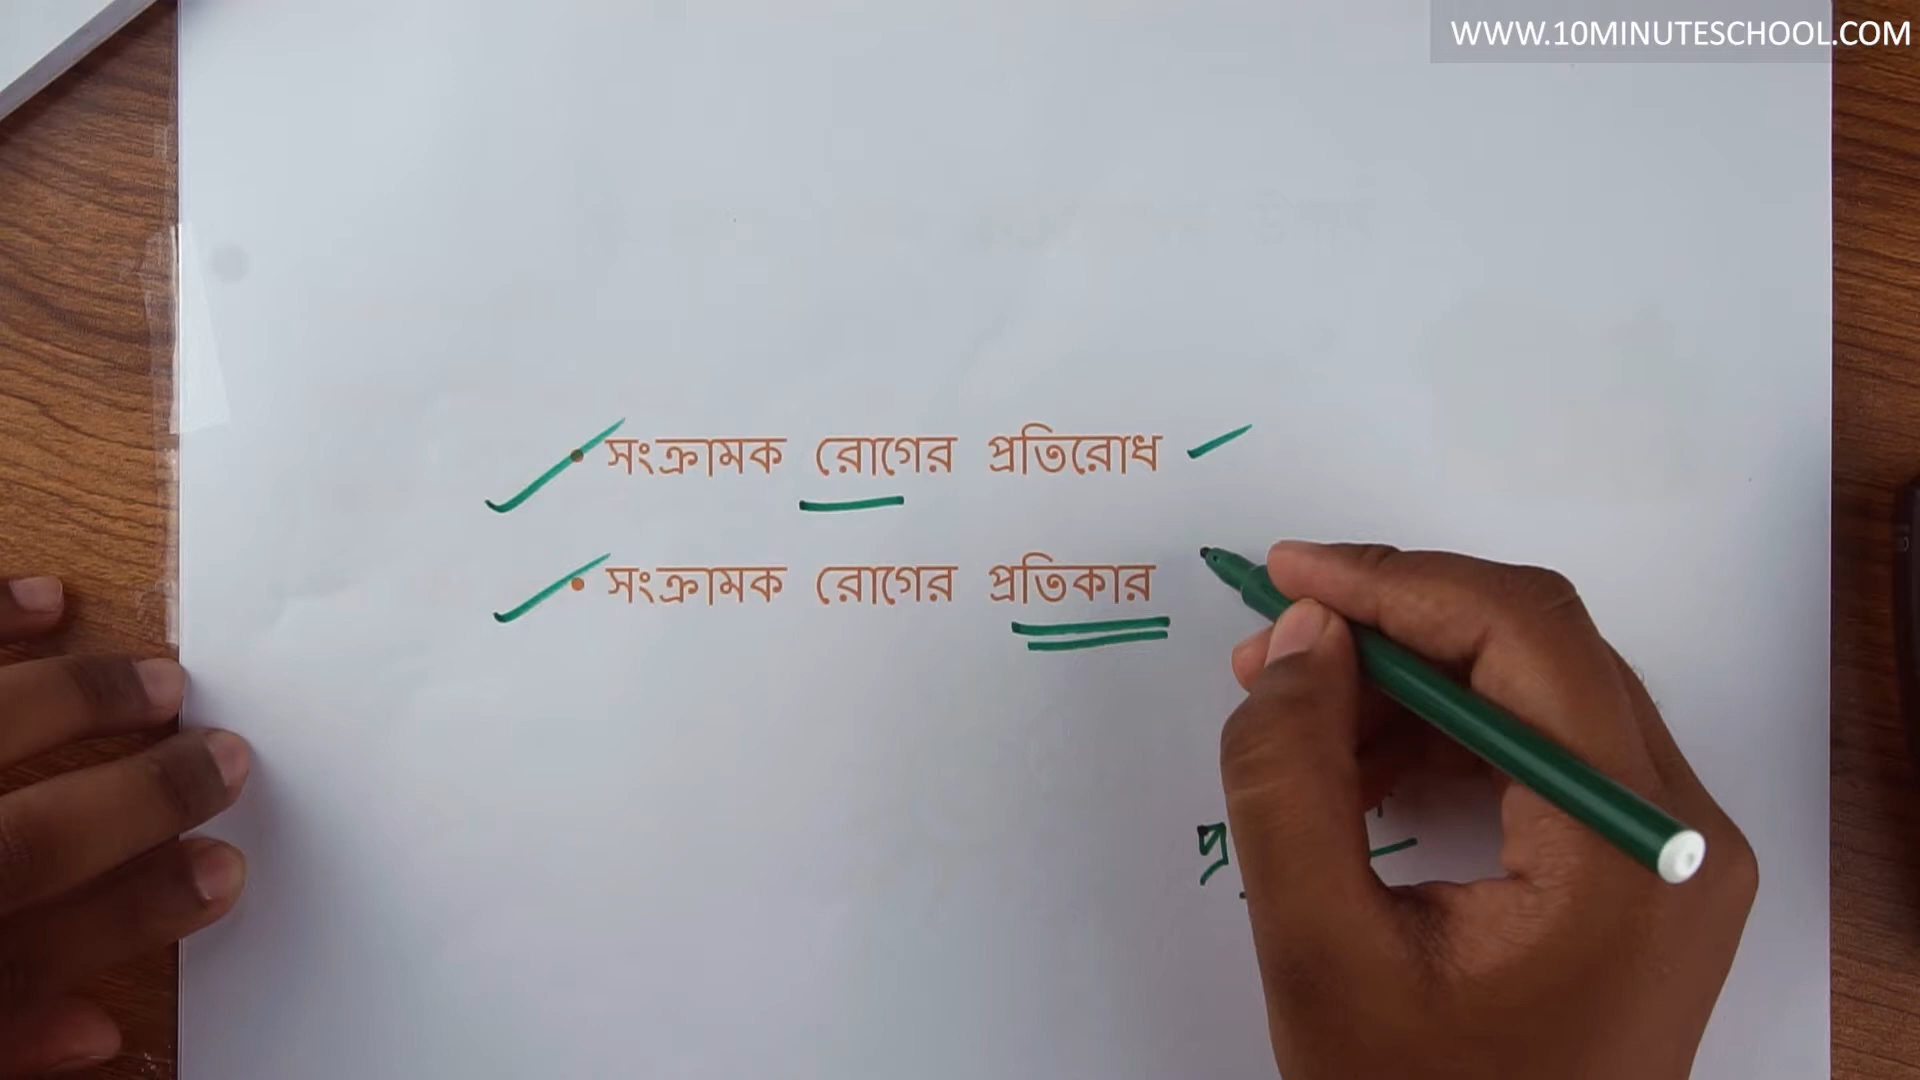 WWW.10MINUTESCHOOL.COM
• সংক্রামক রোগের প্রতিরোধ
• সংক্রামক রোগের প্রতিকার